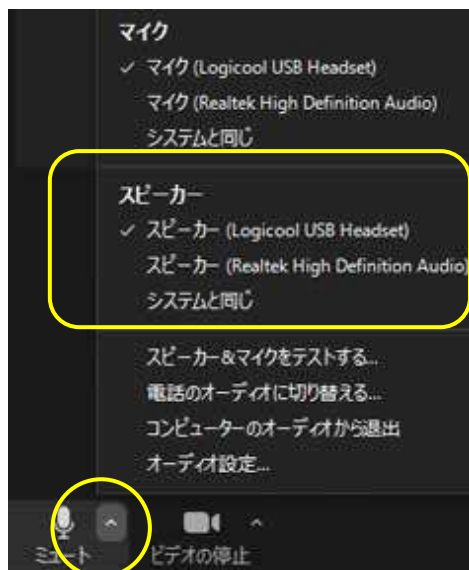 マイク
マイク (Logicool USB Headset)
マイク (Realtek High Definition Audio)
システムと同じ
スピーカー
スピーカー (Logicool USB Headset)
スピーカー (Realtek High Definition Audio)
システムと同じ
スピーカー&マイクをテストする...
電話のオーディオに切り替える...
コンピューターのオーディオから退出
オーディオ設定...
ミュート ビデオの停止